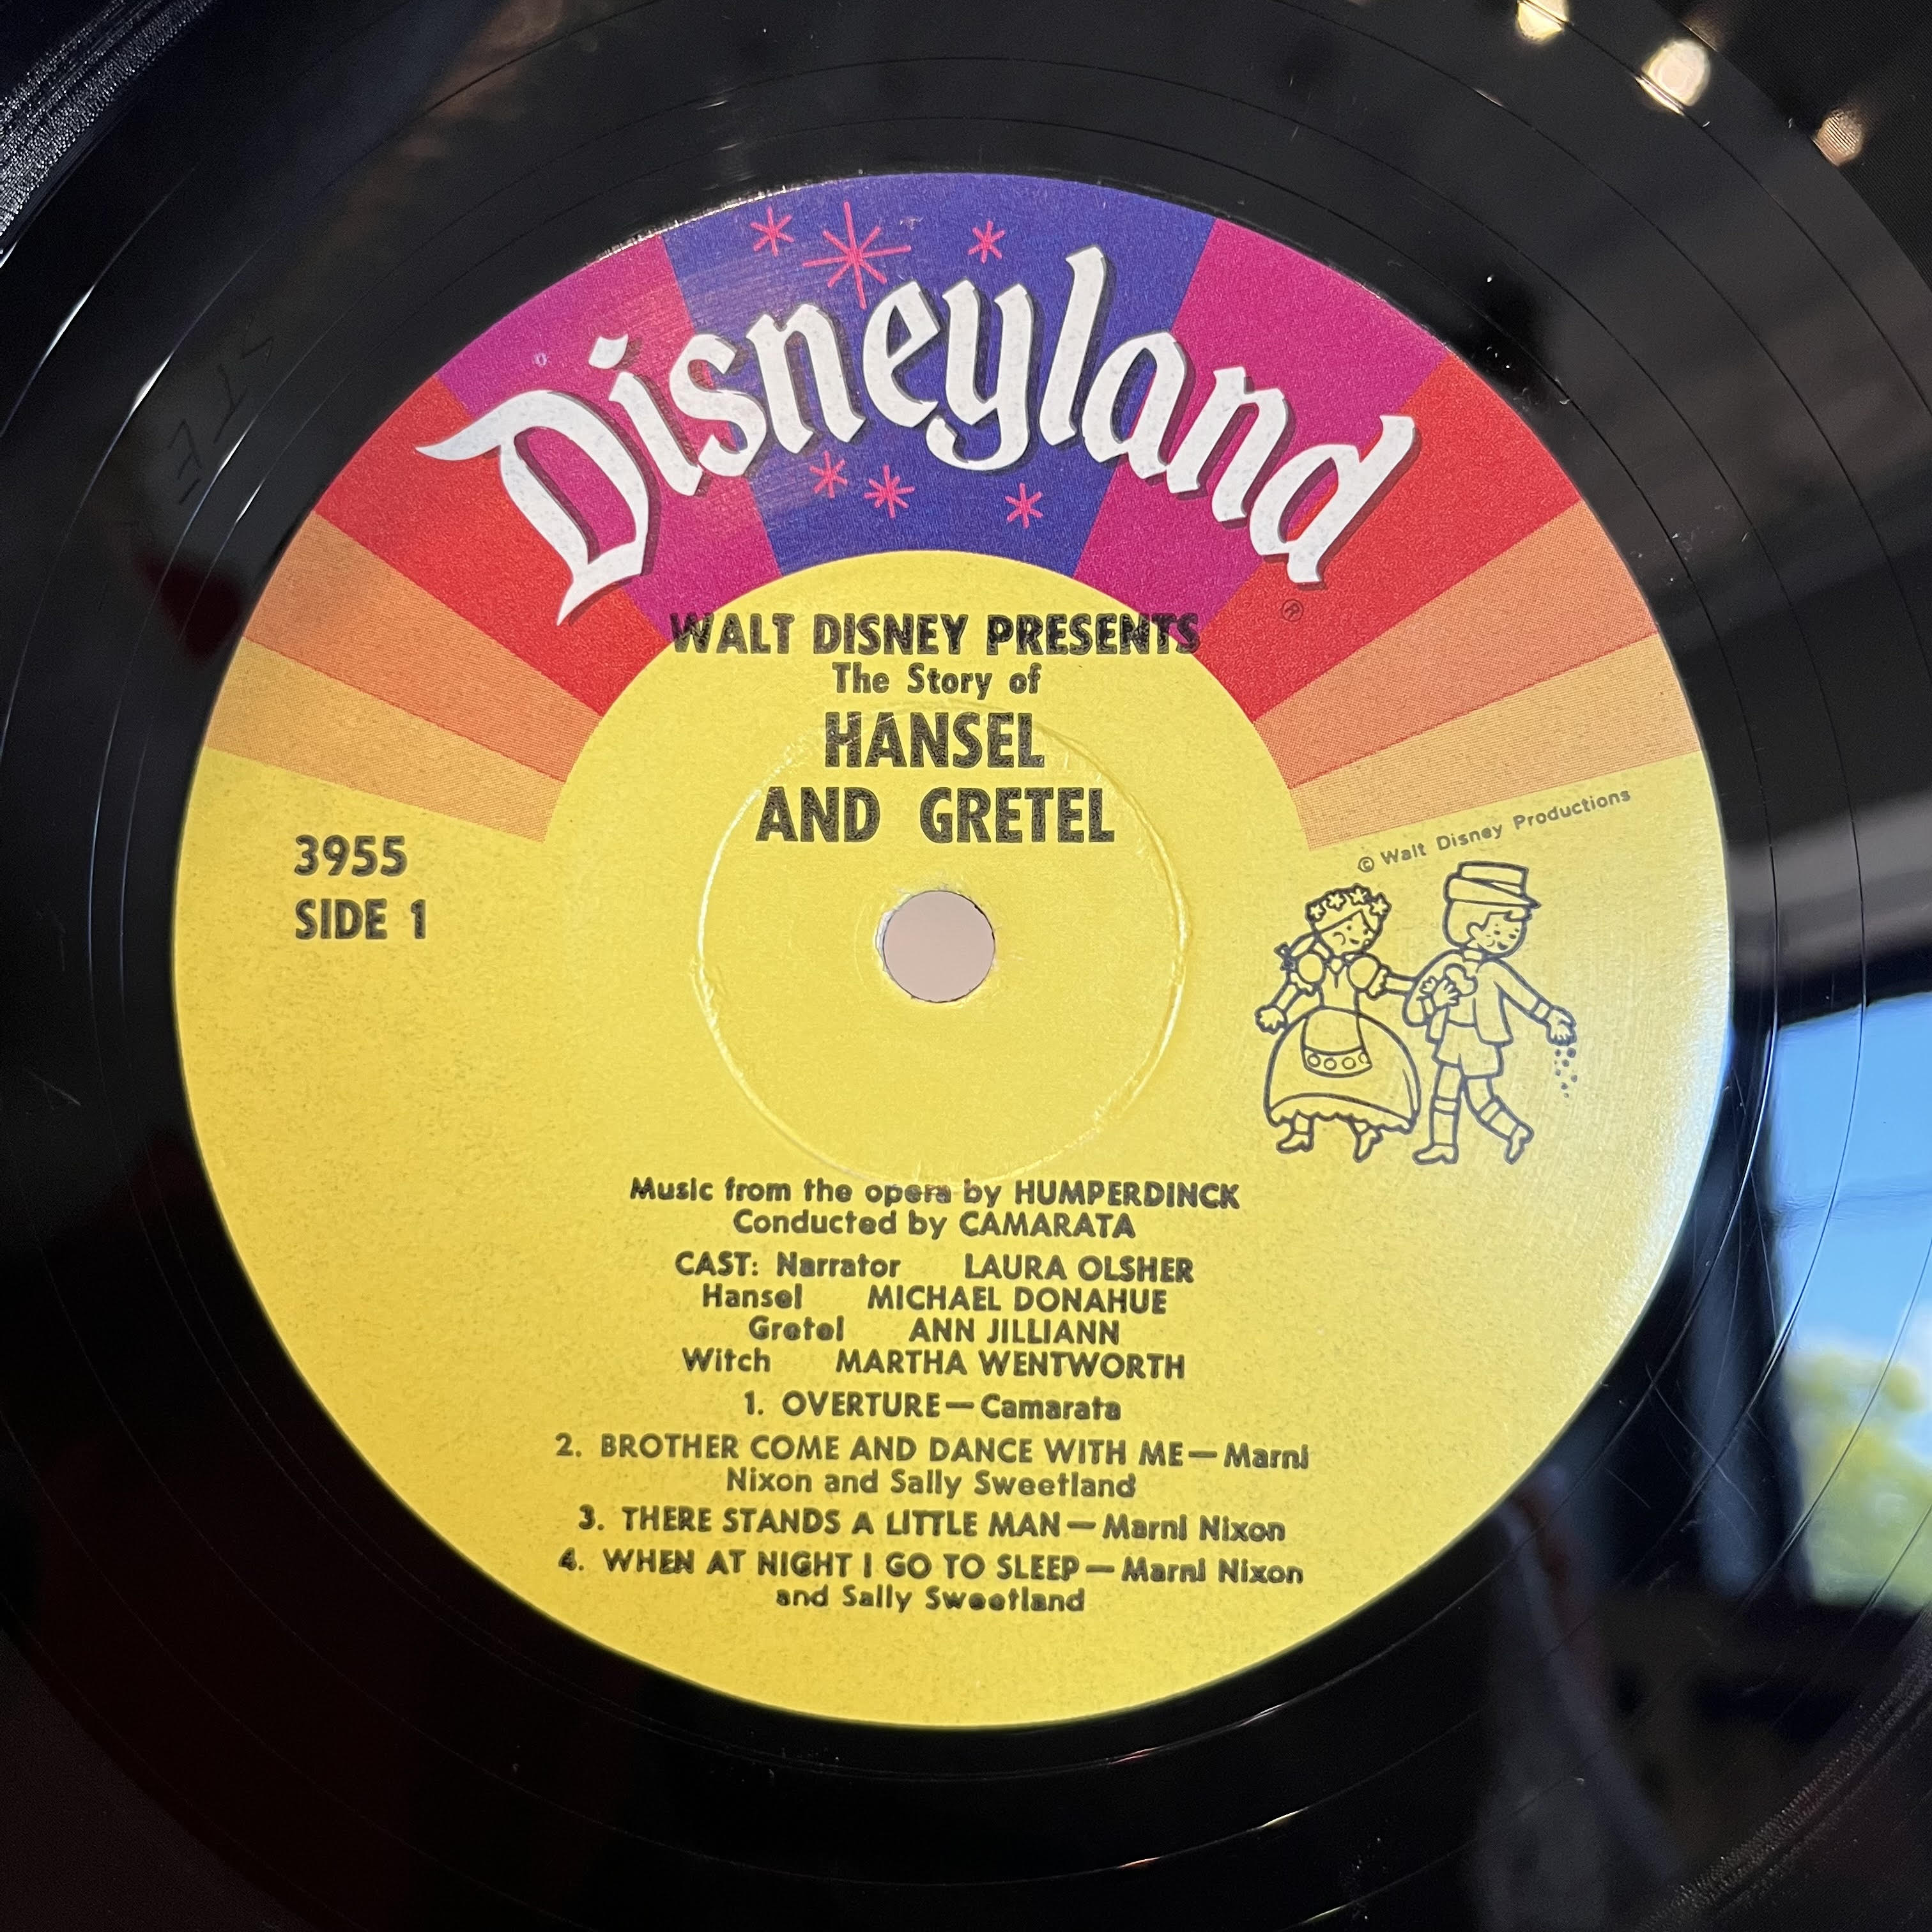 Disneyland
®
WALT DISNEY PRESENTS
The Story of
HANSEL
AND GRETEL
© Walt Disney Productions
3955
SIDE 1
Music from the opera by HUMPERDINCK
Conducted by CAMARATA
CAST: Narrator LAURA OLSHER
Hansel MICHAEL DONAHUE
Gretel ANN JILLIANN
Witch MARTHA WENTWORTH
1. OVERTURE—Camarata
2. BROTHER COME AND DANCE WITH ME—Marni
Nixon and Sally Sweetland
3. THERE STANDS A LITTLE MAN—Marni Nixon
4. WHEN AT NIGHT I GO TO SLEEP—Marni Nixon
and Sally Sweetland